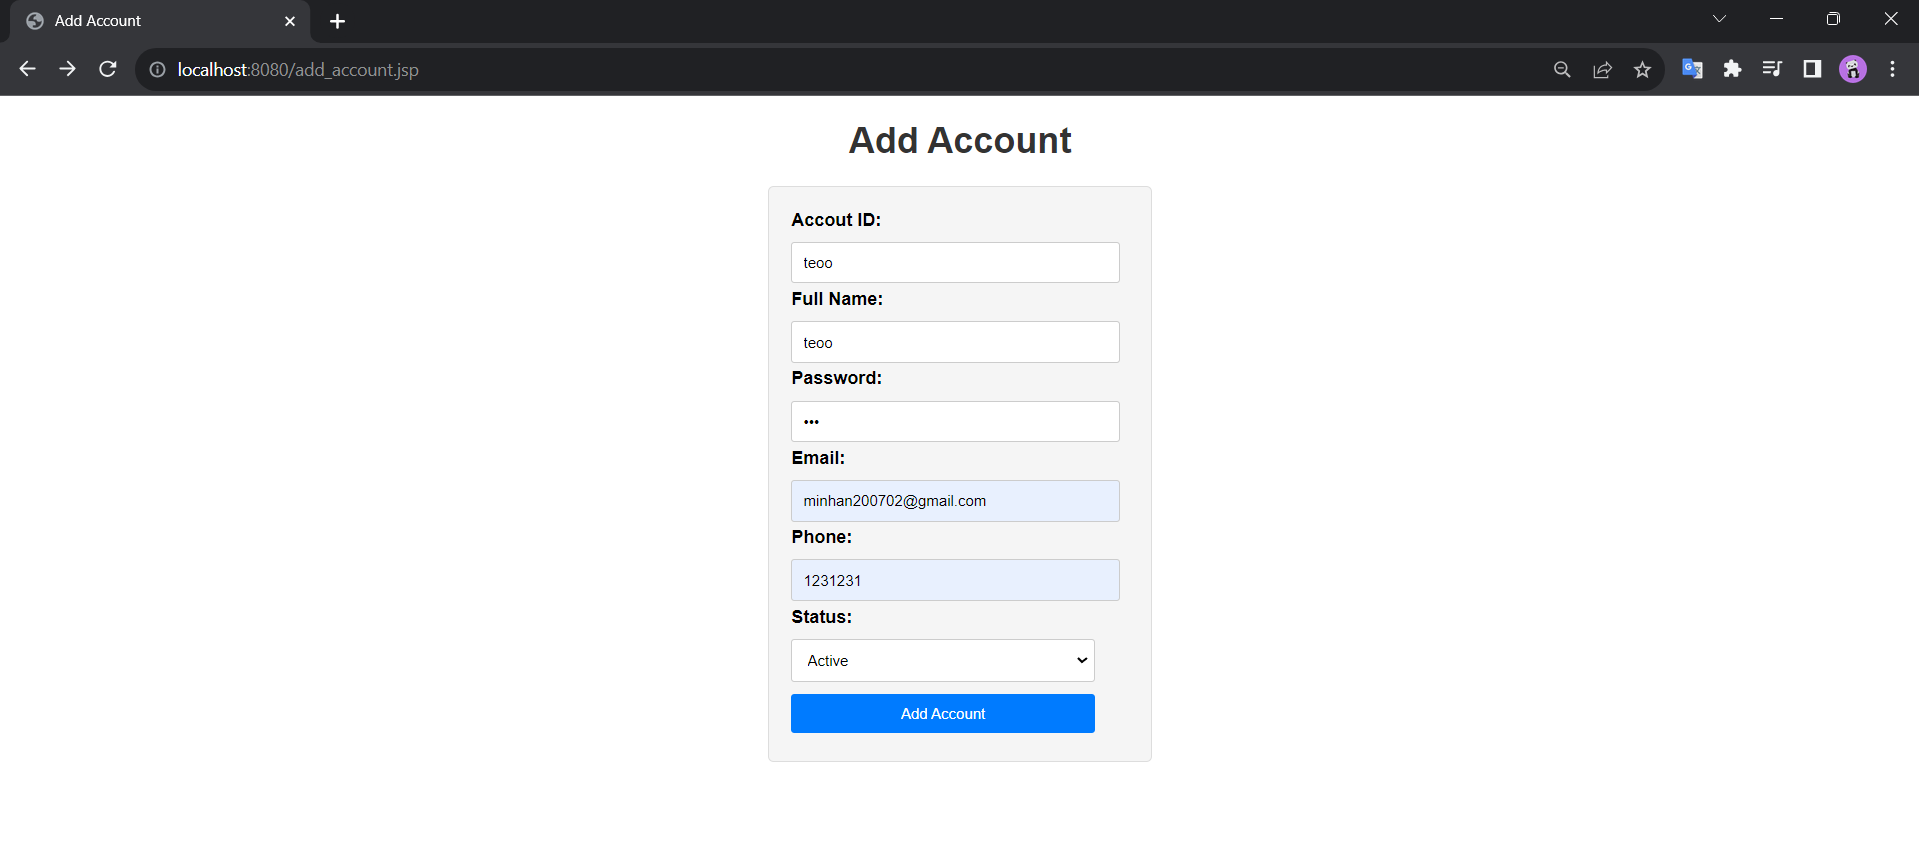 Add Account
localhost:8080/add_account.jsp
Add Account
Accout ID:
teoo
Full Name:
teoo
Password:
•••
Email:
minhan200702@gmail.com
Phone:
1231231
Status:
Active
Add Account